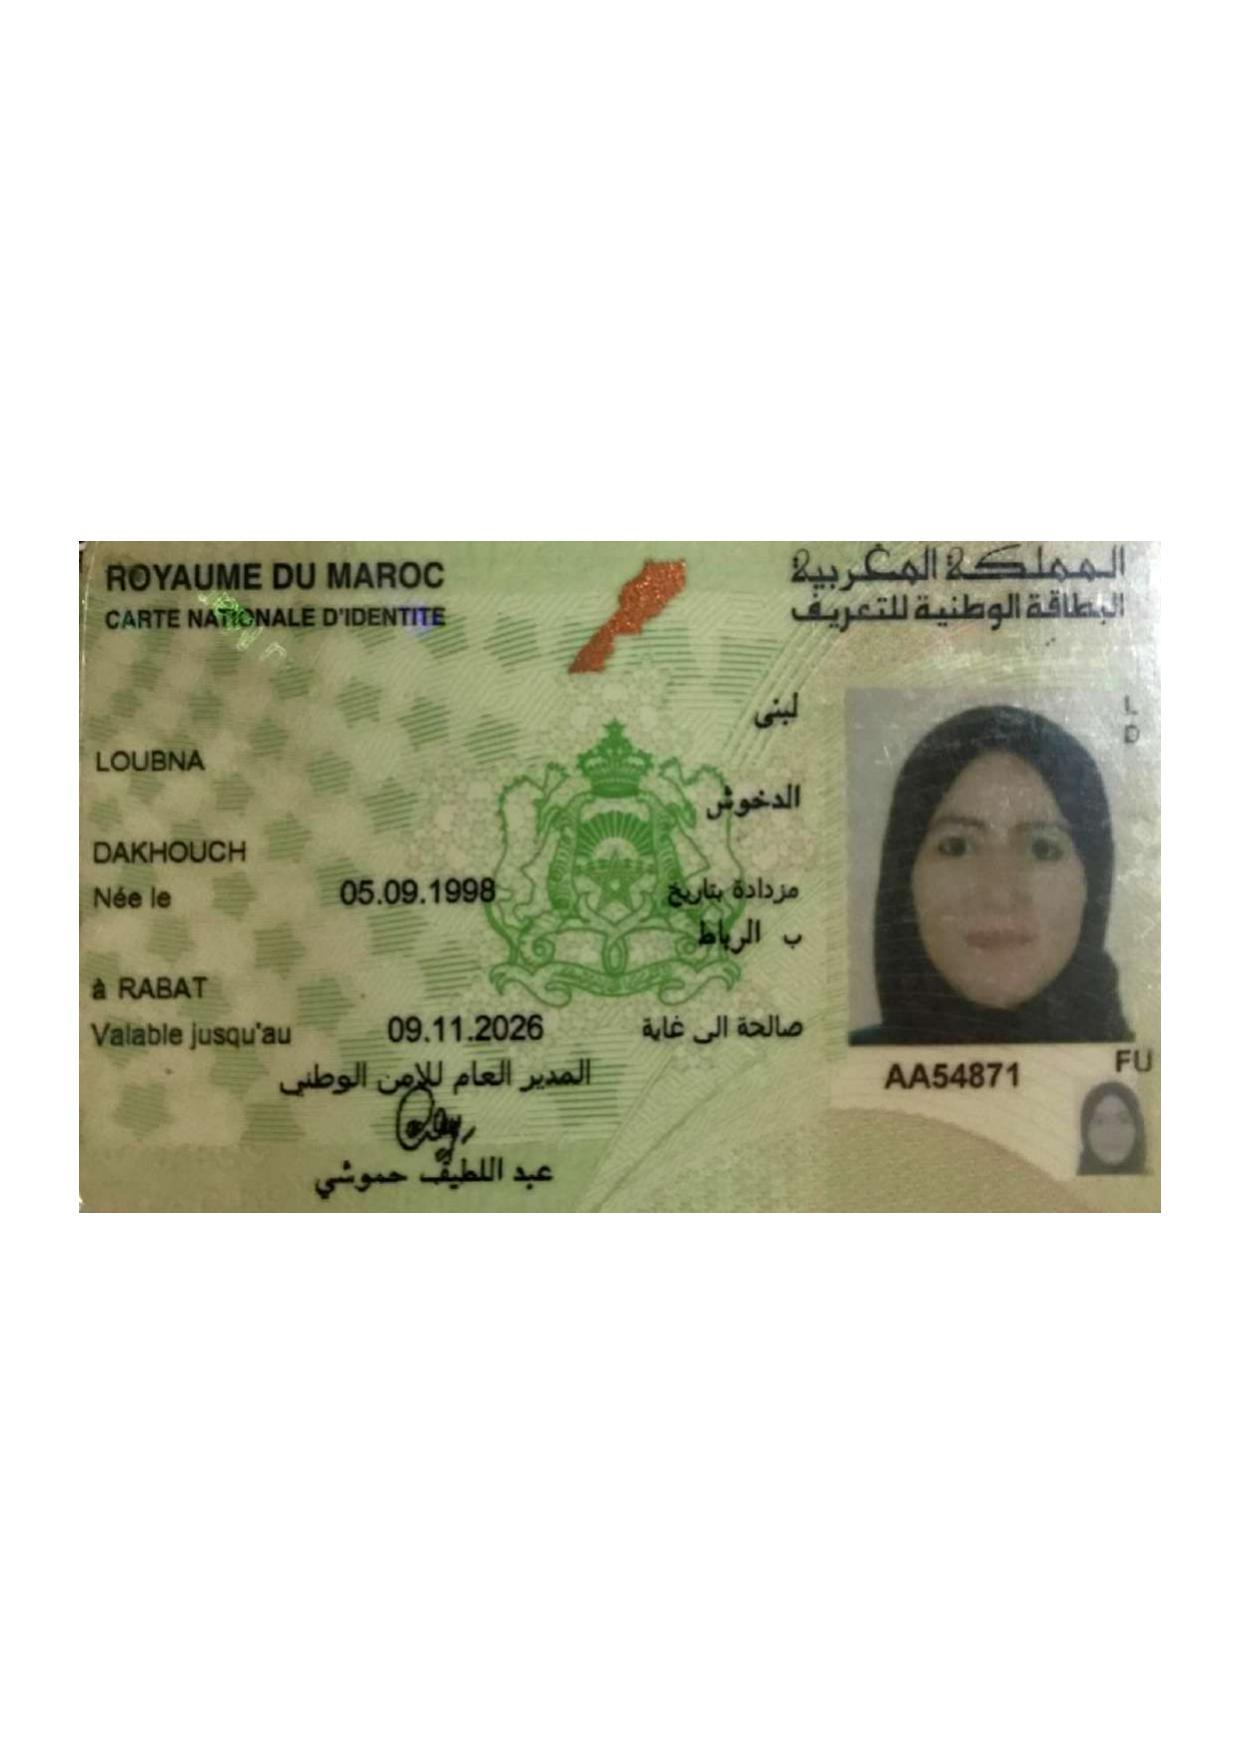 ROYAUME DU MAROC
المملكة المغربية
CARTE NATIONALE D'IDENTITE
البطاقة الوطنية للتعريف
لبنى
LOUBNA
الدخوش
DAKHOUCH
Née le 05.09.1998 مزدادة بتاريخ
ب الرباط
à RABAT
Valable jusqu'au 09.11.2026 صالحة الى غاية
المدير العام للامن الوطني
عبد اللطيف حموشي
L
D
AA54871
FU